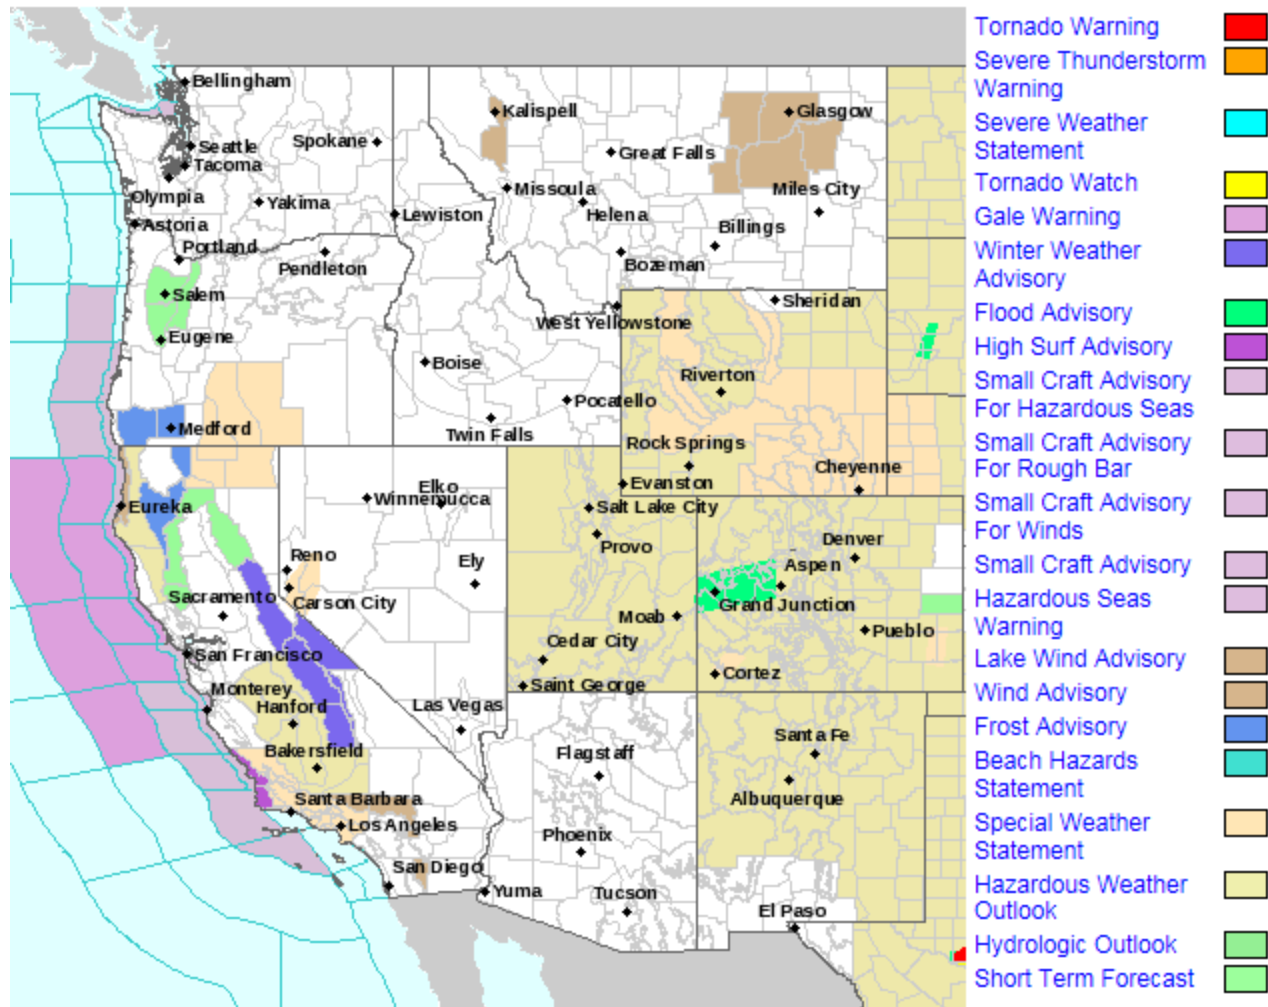 Bellingham
Seattle
Tacoma
Olympia
Spokane
Yakima
Astoria
Portland
Pendleton
Lewiston
Salem
Eugene
Medford
Kalispell
Glasgow
Great Falls
Missoula
Helena
Miles City
Billings
Bozeman
West Yellowstone
Sheridan
Boise
Pocatello
Twin Falls
Riverton
Rock Springs
Cheyenne
Evanston
Eureka
Elko
Winnemucca
Salt Lake City
Provo
Reno
Ely
Carson City
Denver
Aspen
Grand Junction
Sacramento
Moab
Pueblo
San Francisco
Cedar City
Cortez
Saint George
Monterey
Hanford
Las Vegas
Bakersfield
Flagstaff
Santa Fe
Albuquerque
Santa Barbara
Los Angeles
Phoenix
San Diego
Yuma
Tucson
El Paso
Tornado Warning
Severe Thunderstorm
Warning
Severe Weather
Statement
Tornado Watch
Gale Warning
Winter Weather
Advisory
Flood Advisory
High Surf Advisory
Small Craft Advisory
For Hazardous Seas
Small Craft Advisory
For Rough Bar
Small Craft Advisory
For Winds
Small Craft Advisory
Hazardous Seas
Warning
Lake Wind Advisory
Wind Advisory
Frost Advisory
Beach Hazards
Statement
Special Weather
Statement
Hazardous Weather
Outlook
Hydrologic Outlook
Short Term Forecast